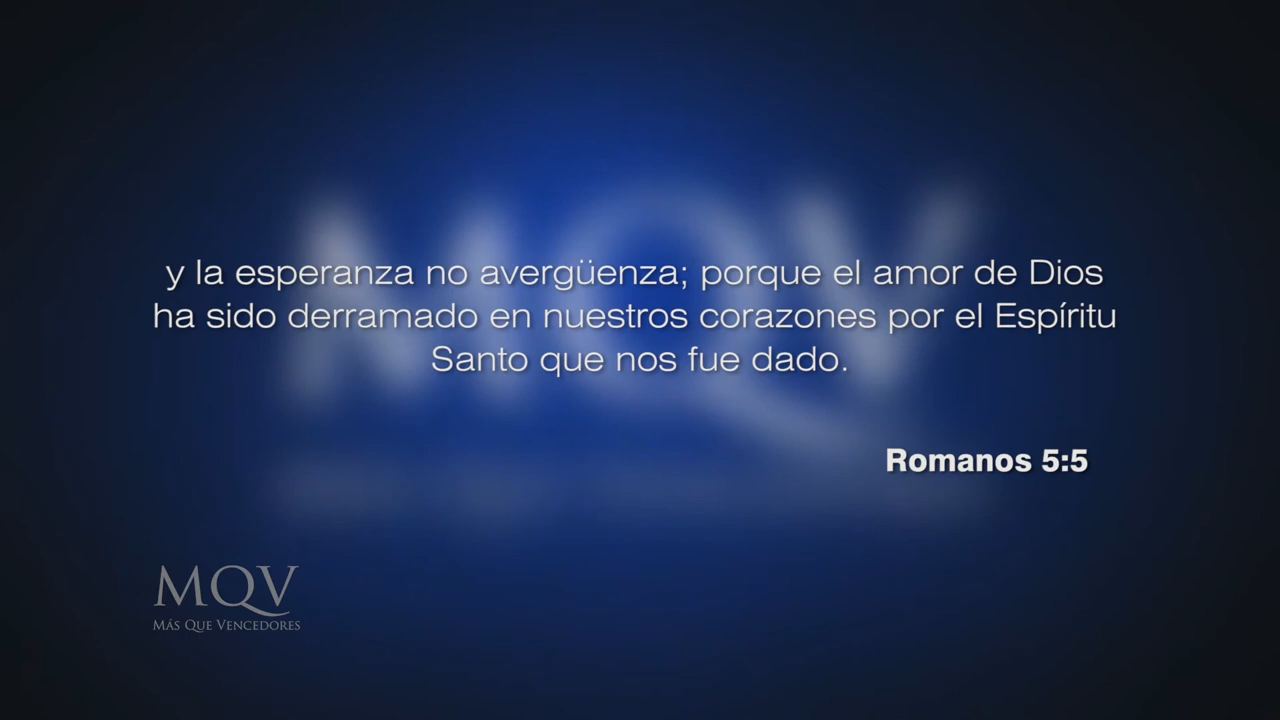 y la esperanza no avergüenza; porque el amor de Dios
ha sido derramado en nuestros corazones por el Espíritu
Santo que nos fue dado.
Romanos 5:5
MQV
MÁS QUE VENCEDORES